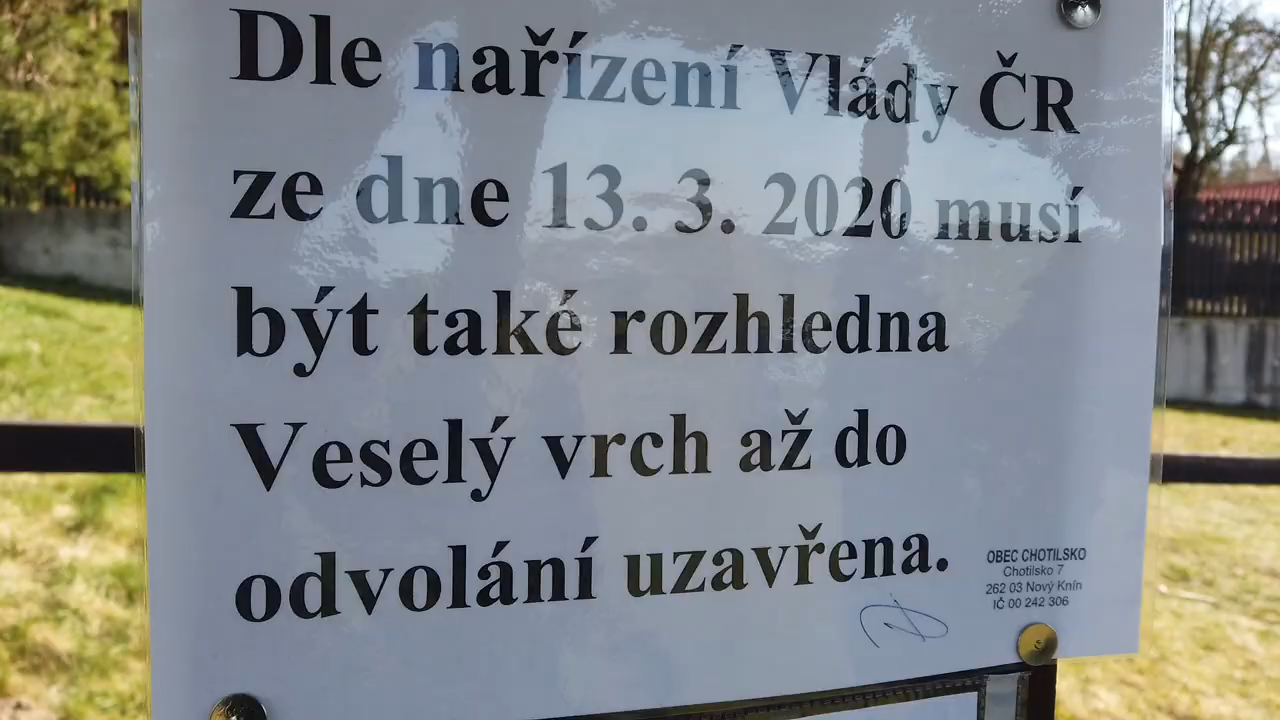 Dle nařízení Vlády ČR
ze dne 13. 3. 2020 musí
být také rozhledna
Veselý vrch až do
odvolání uzavřena.
OBEC CHOTILSKO
Chotilsko 7
262 03 Nový Knín
IČ 00 242 306